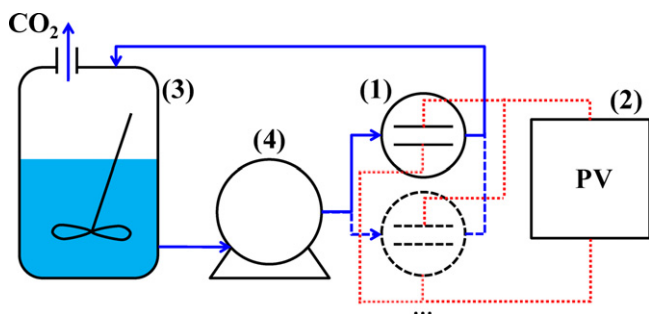 CO₂
(3)
(1)
(2)
(4)
PV
...